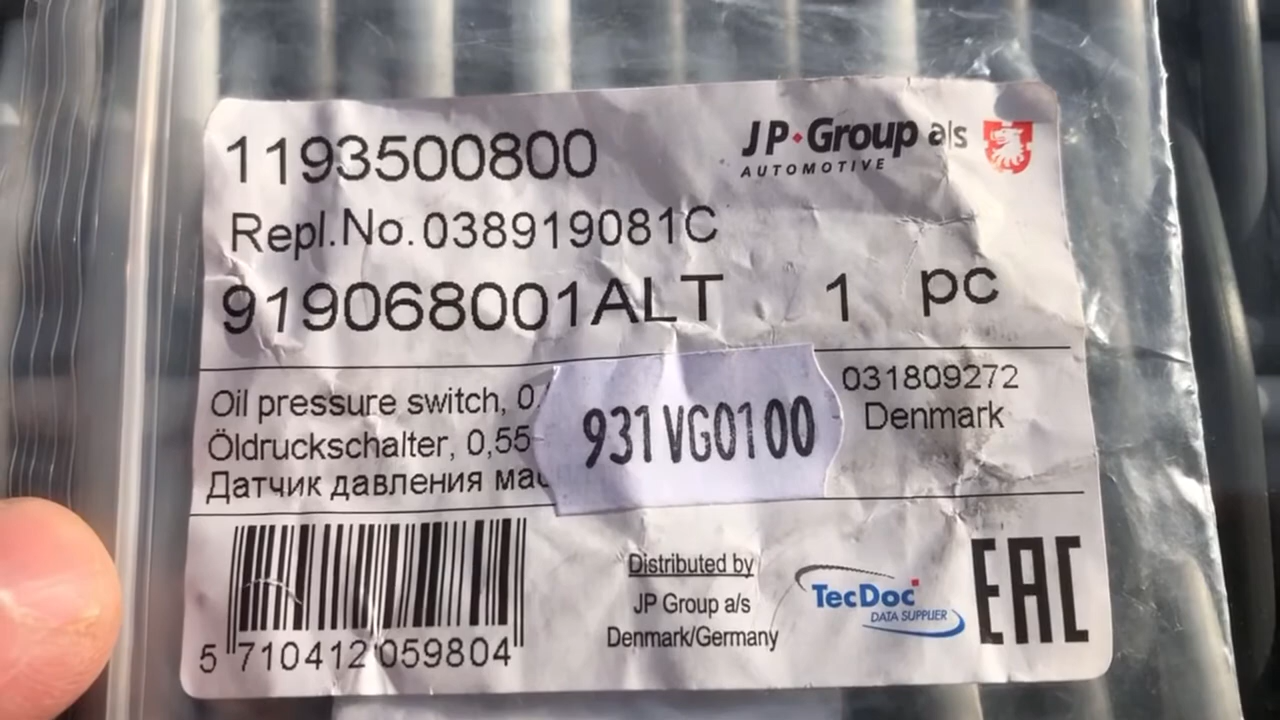 1193500800
JP Group a/s
AUTOMOTIVE
Repl.No.038919081C
919068001ALT 1 pc
Oil pressure switch,
Öldruckschalter, 0,55
Датчик давления
931VG0100
031809272
Denmark
5 710412 059804
Distributed by
JP Group a/s
Denmark/Germany
TecDoc
DATA SUPPLIER
EAC